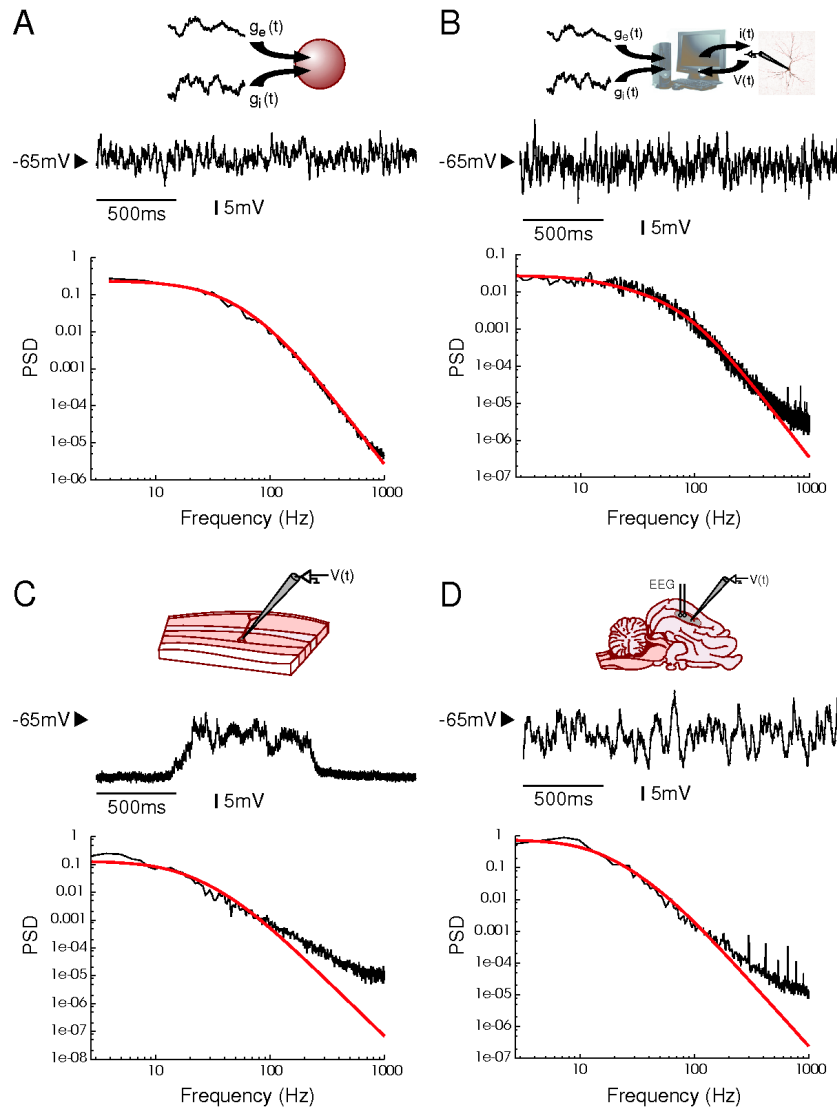 A
g_e(t)
g_i(t)
-65mV
500ms
5mV
1
0.1
0.01
0.001
1e-04
1e-05
1e-06
PSD
10 100 1000
Frequency (Hz)
B
g_e(t)
g_i(t)
i(t)
V(t)
-65mV
500ms
5mV
0.1
0.01
0.001
1e-04
1e-05
1e-06
1e-07
PSD
10 100 1000
Frequency (Hz)
C
V(t)
-65mV
500ms
5mV
1
0.1
0.01
0.001
1e-04
1e-05
1e-06
1e-07
1e-08
PSD
10 100 1000
Frequency (Hz)
D
EEG
V(t)
-65mV
500ms
5mV
1
0.1
0.01
0.001
1e-04
1e-05
1e-06
1e-07
PSD
10 100 1000
Frequency (Hz)